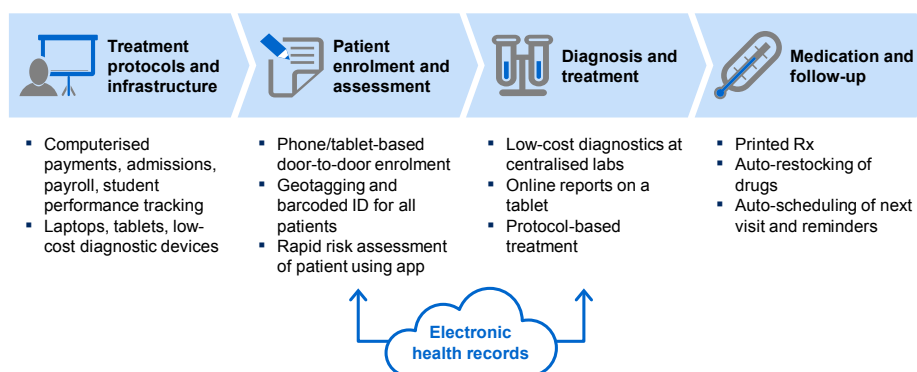 Treatment
protocols and
infrastructure
Patient
enrolment and
assessment
Diagnosis and
treatment
Medication and
follow-up
▪ Computerised
payments, admissions,
payroll, student
performance tracking
▪ Laptops, tablets, low-
cost diagnostic devices
▪ Phone/tablet-based
door-to-door enrolment
▪ Geotagging and
barcoded ID for all
patients
▪ Rapid risk assessment
of patient using app
▪ Low-cost diagnostics at
centralised labs
▪ Online reports on a
tablet
▪ Protocol-based
treatment
▪ Printed Rx
▪ Auto-restocking of
drugs
▪ Auto-scheduling of next
visit and reminders
Electronic
health records